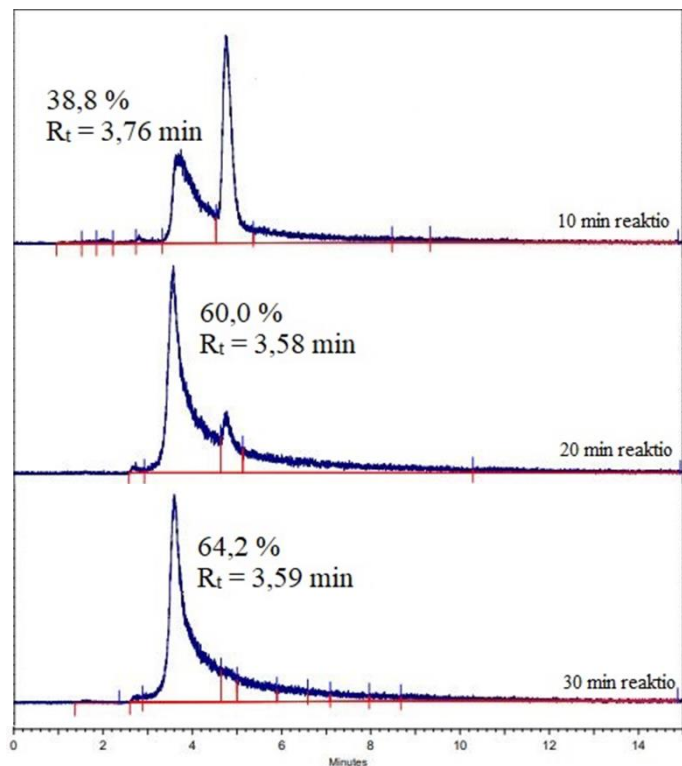 38,8 %
Rt = 3,76 min
10 min reaktio
60,0 %
Rt = 3,58 min
20 min reaktio
64,2 %
Rt = 3,59 min
30 min reaktio
0 2 4 6 8 10 12 14
Minutes